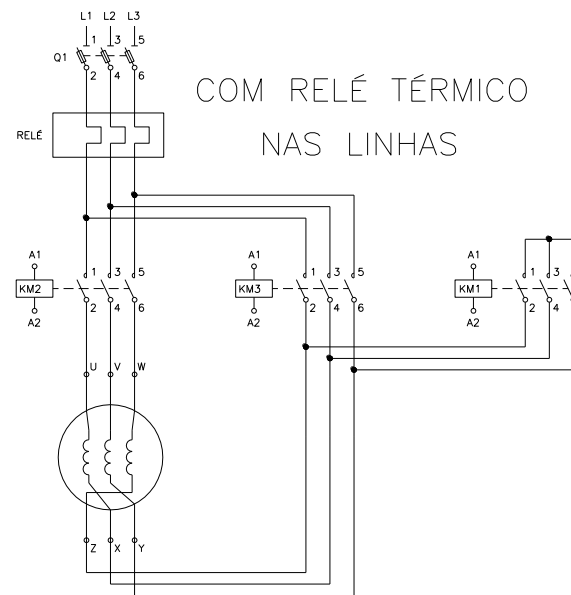 L1 L2 L3
1 3 5
Q1
2 4 6
COM RELÉ TÉRMICO
NAS LINHAS
RELÉ
A1 A1 A1
1 3 5 1 3 5 1 3
KM2 KM3 KM1
2 4 6 2 4 6 2 4
A2 A2 A2
U V W
Z X Y